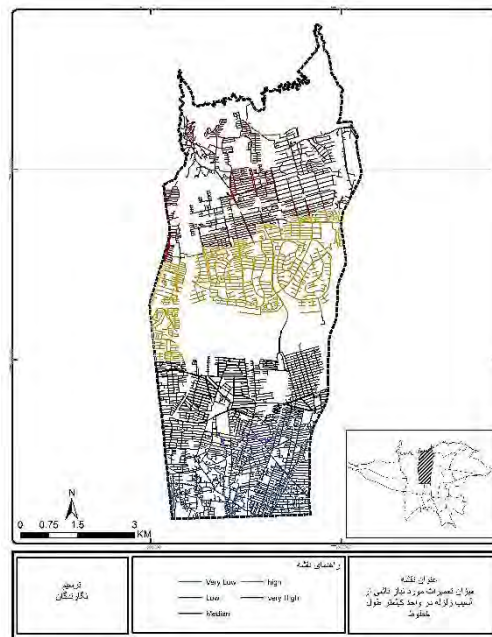 N
0 0.75 1.5 3
KM
ترسیم
نگارندگان
راهنمای نقشه
Very Low
high
Low
very High
Median
عنوان نقشه
میزان تعمیرات مورد نیاز ناشی از
آسیب زلزله در واحد کیلومتر طول
خطوط